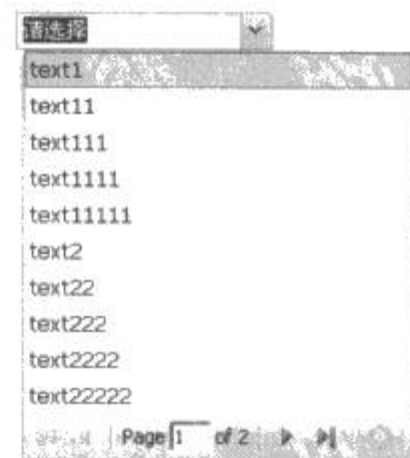 请选择
text1
text11
text111
text1111
text11111
text2
text22
text222
text2222
text22222
Page 1 of 2